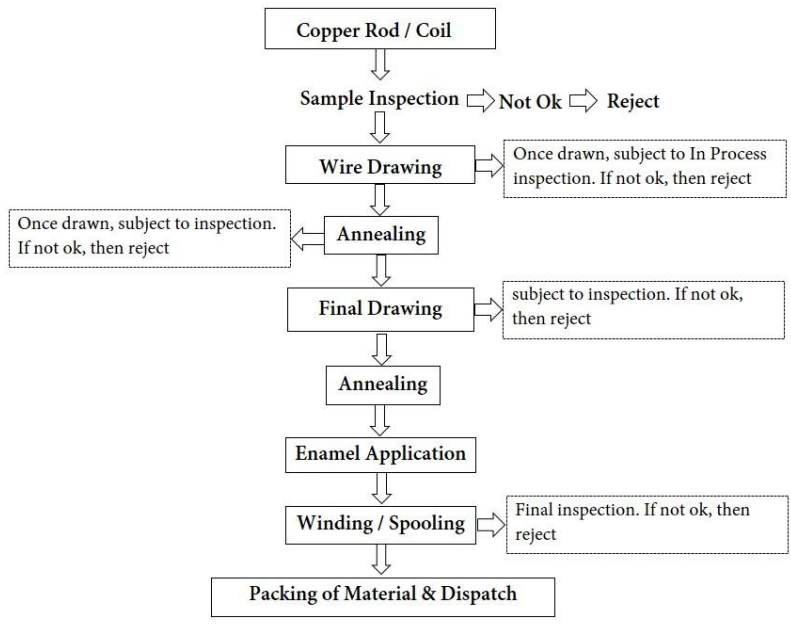 Copper Rod / Coil
Sample Inspection
Not Ok
Reject
Wire Drawing
Once drawn, subject to In Process
inspection. If not ok, then reject
Once drawn, subject to inspection.
If not ok, then reject
Annealing
Final Drawing
subject to inspection. If not ok,
then reject
Annealing
Enamel Application
Winding / Spooling
Final inspection. If not ok, then
reject
Packing of Material & Dispatch